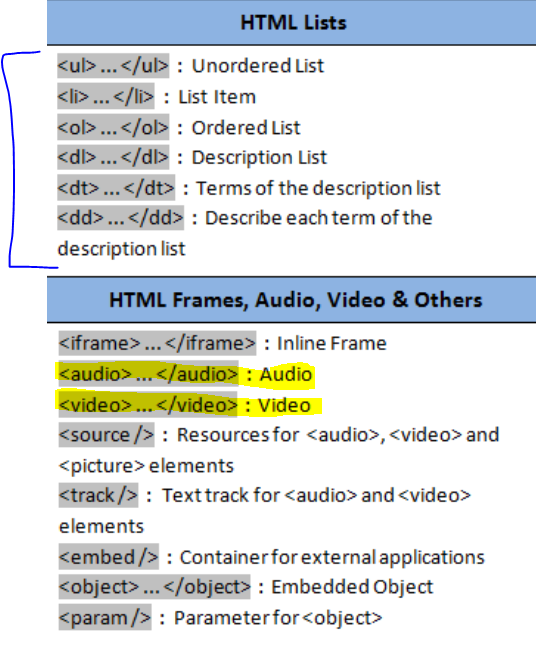 HTML Lists
<ul> ... </ul> : Unordered List
<li> ... </li> : List Item
<ol> ... </ol> : Ordered List
<dl> ... </dl> : Description List
<dt> ... </dt> : Terms of the description list
<dd> ... </dd> : Describe each term of the
description list
HTML Frames, Audio, Video & Others
<iframe> ... </iframe> : Inline Frame
<audio> ... </audio> : Audio
<video> ... </video> : Video
<source /> : Resources for <audio>, <video> and
<picture> elements
<track /> : Text track for <audio> and <video>
elements
<embed /> : Container for external applications
<object> ... </object> : Embedded Object
<param /> : Parameter for <object>